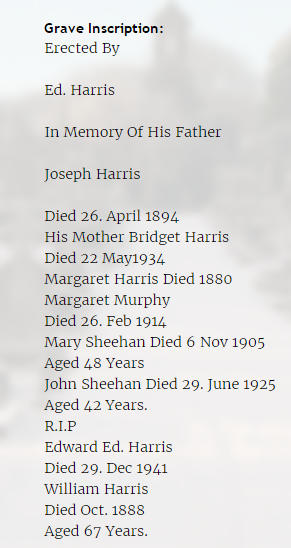 Grave Inscription:
Erected By
Ed. Harris
In Memory Of His Father
Joseph Harris
Died 26. April 1894
His Mother Bridget Harris
Died 22 May1934
Margaret Harris Died 1880
Margaret Murphy
Died 26. Feb 1914
Mary Sheehan Died 6 Nov 1905
Aged 48 Years
John Sheehan Died 29. June 1925
Aged 42 Years.
R.I.P
Edward Ed. Harris
Died 29. Dec 1941
William Harris
Died Oct. 1888
Aged 67 Years.